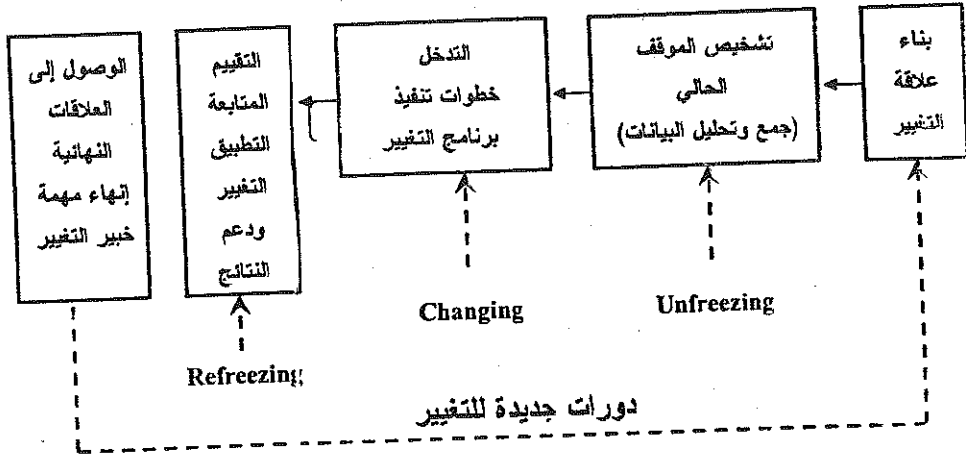 بناء
علاقة
التغيير
تشخيص الموقف
الحالي
(جمع وتحليل البيانات)
التدخل
خطوات تنفيذ
برنامج التغيير
التقييم
المتابعة
التطبيق
التغيير
ودعم
النتائج
الوصول إلى
العلاقات
النهائية
إنهاء مهمة
خبير التغيير
Unfreezing
Changing
Refreezing
دورات جديدة للتغيير